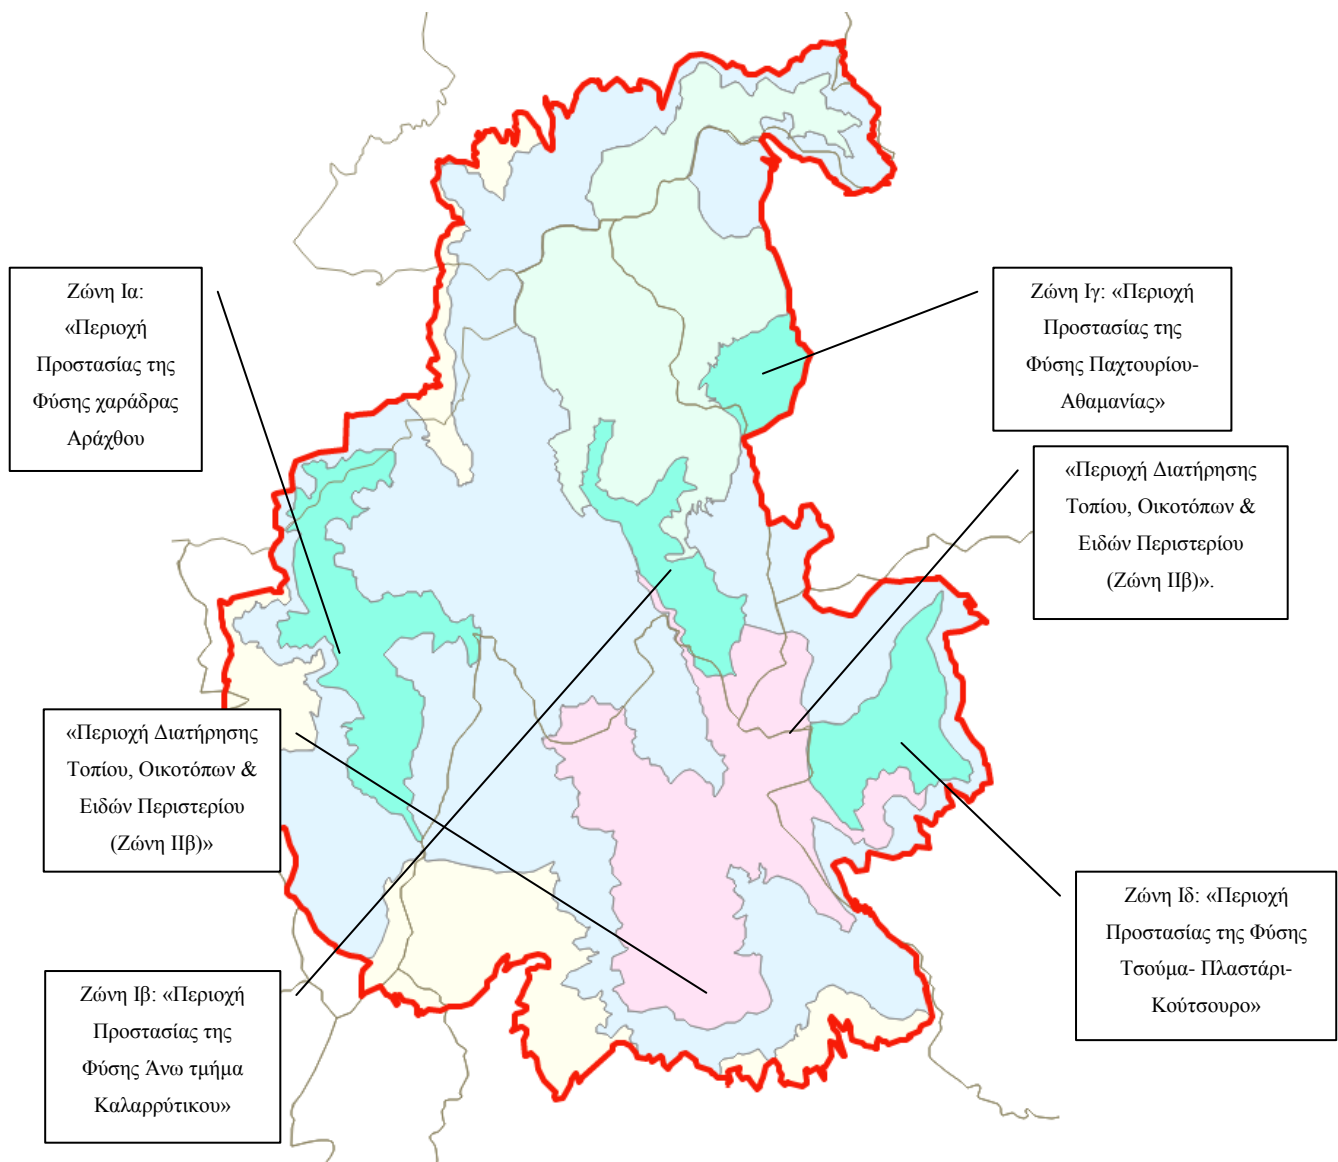 Ζώνη Ια:
«Περιοχή
Προστασίας της
Φύσης χαράδρας
Αράχθου
Ζώνη Ιγ: «Περιοχή
Προστασίας της
Φύσης Παχτουρίου-
Αθαμανίας»
«Περιοχή Διατήρησης
Τοπίου, Οικοτόπων &
Ειδών Περιστερίου
(Ζώνη ΙΙβ)».
«Περιοχή Διατήρησης
Τοπίου, Οικοτόπων &
Ειδών Περιστερίου
(Ζώνη ΙΙβ)»
Ζώνη Ιδ: «Περιοχή
Προστασίας της Φύσης
Τσούμα- Πλαστάρι-
Κούτσουρο»
Ζώνη Ιβ: «Περιοχή
Προστασίας της
Φύσης Άνω τμήμα
Καλαρρύτικου»